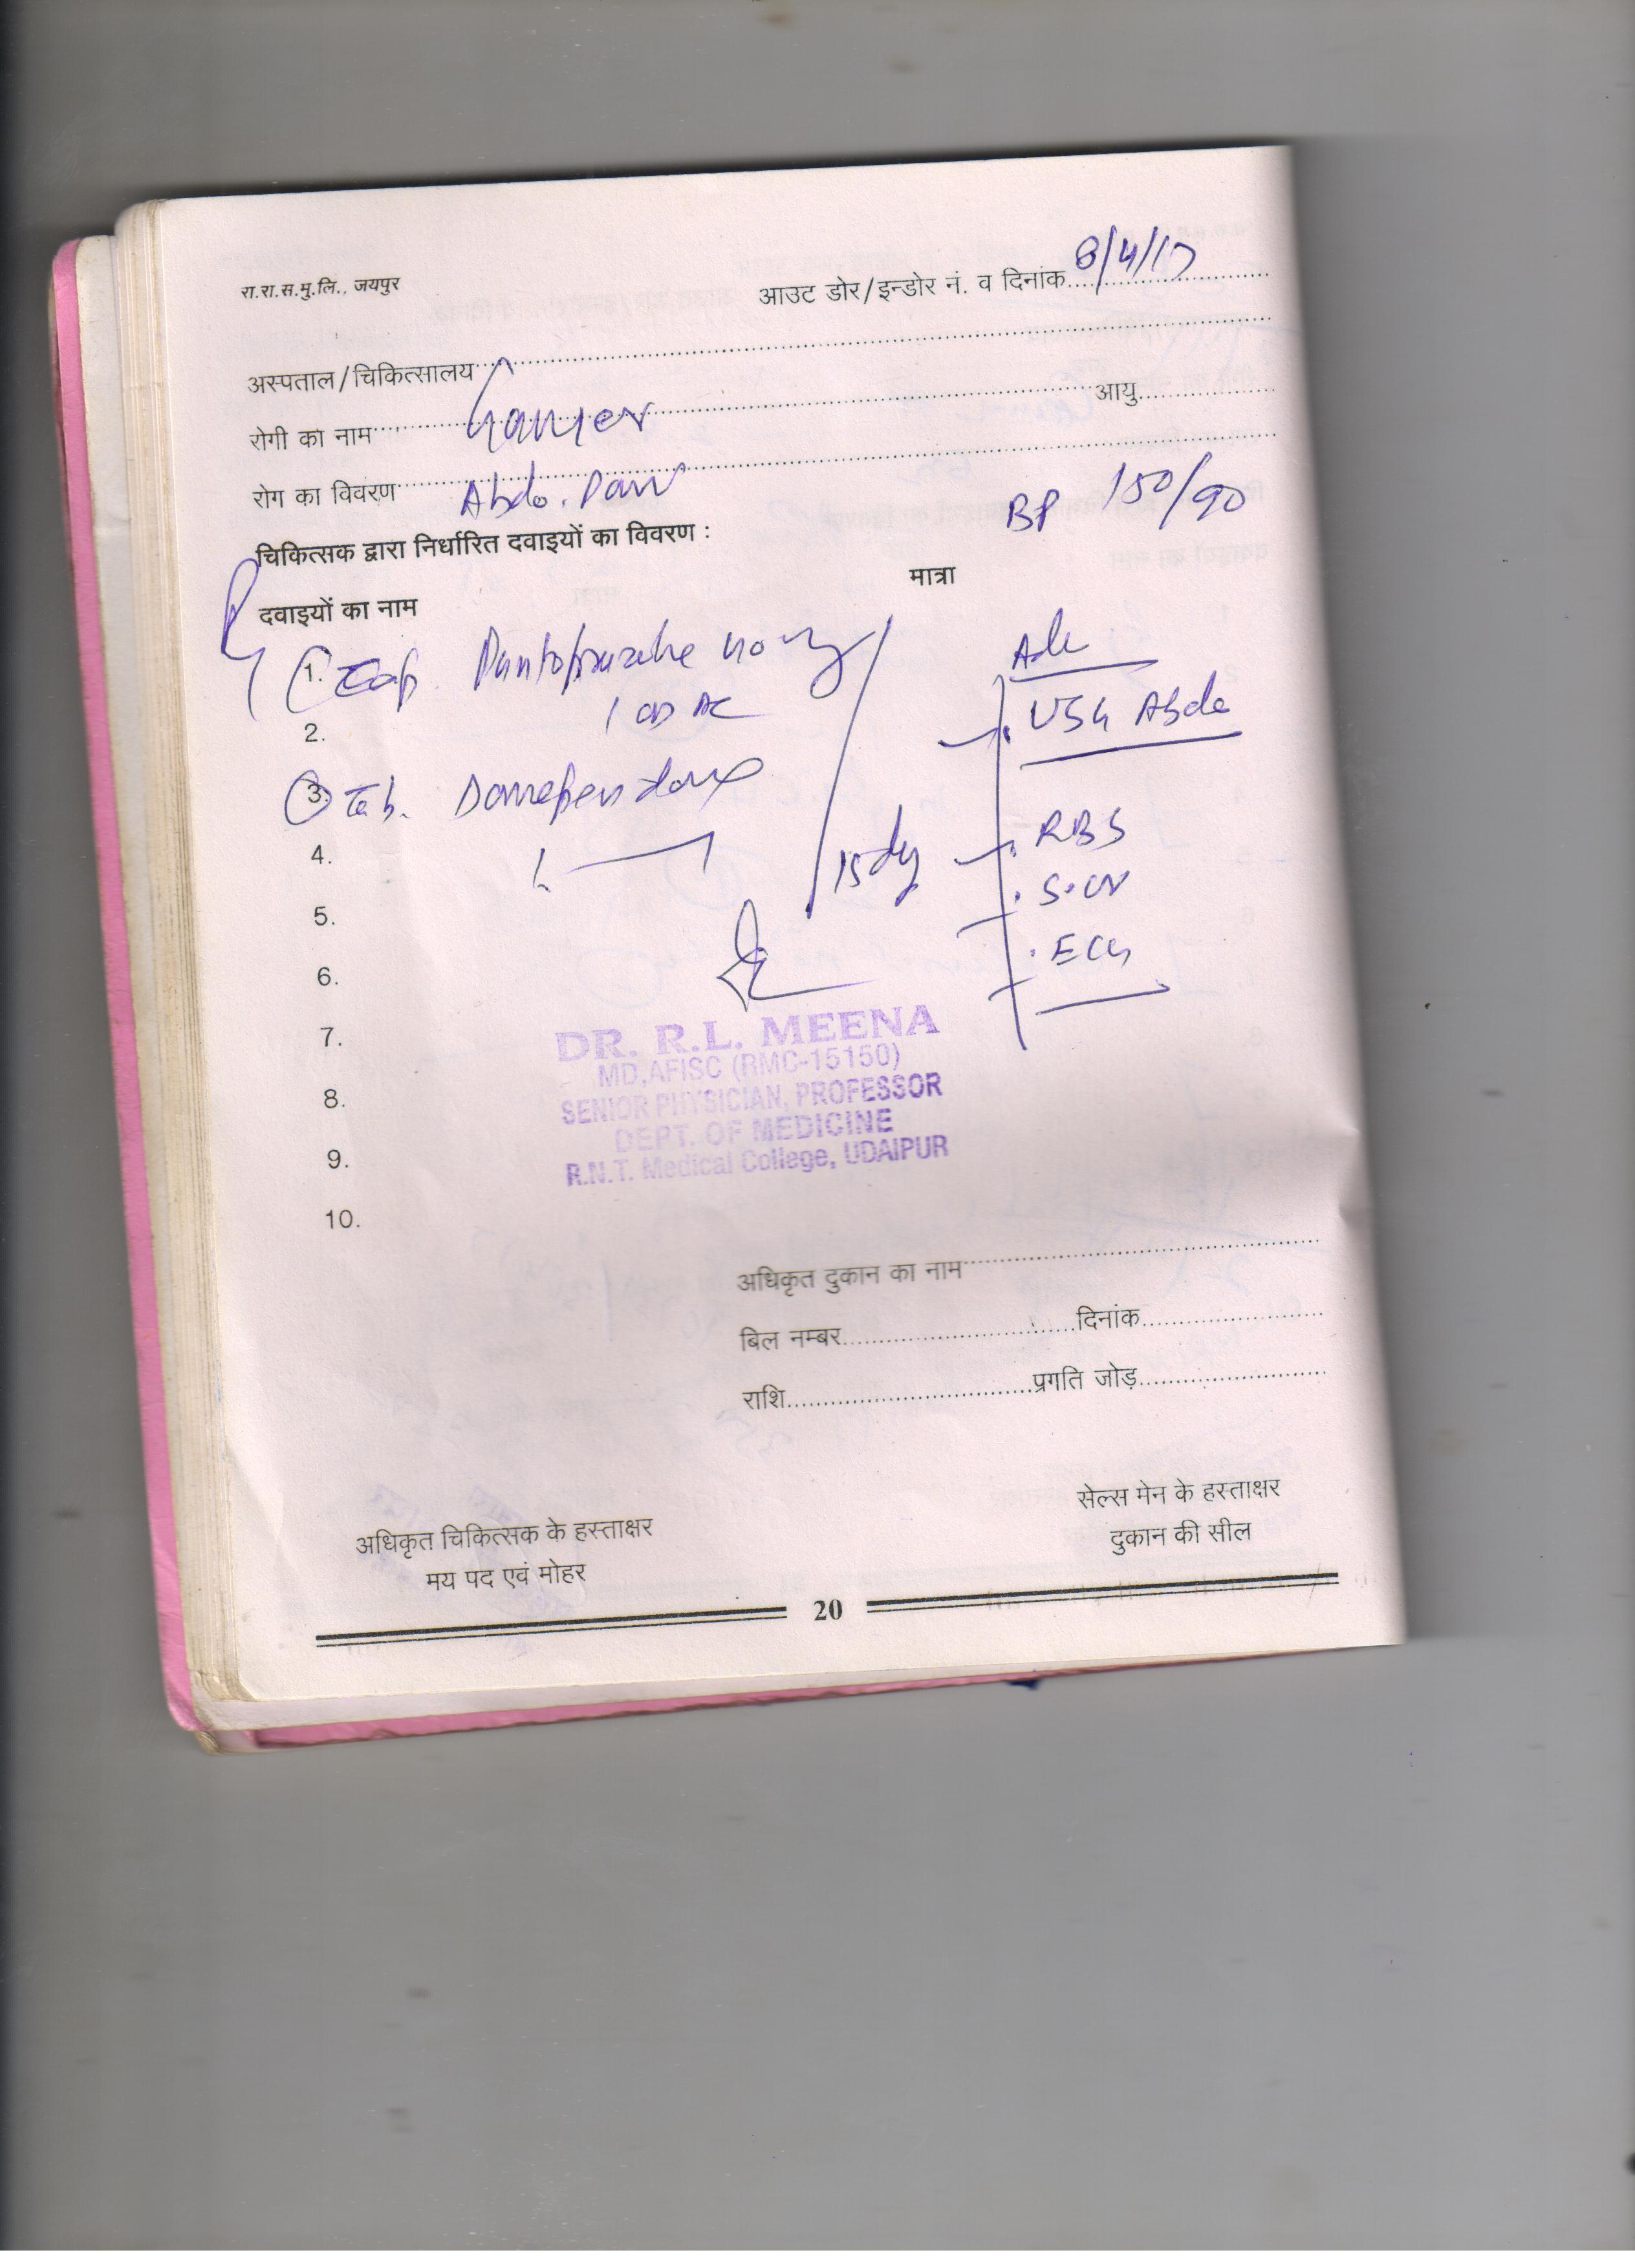 रा.रा.स.मु.लि., जयपुर
आउट डोर/इन्डोर नं. व दिनांक 8/4/17
अस्पताल/चिकित्सालय
रोगी का नाम आयु
रोग का विवरण Abdo. Pain
BP 150/90
चिकित्सक द्वारा निर्धारित दवाइयों का विवरण :
दवाइयों का नाम मात्रा
1. Cap. Pantoprazole 40 mg
Adv
2. 1 OD AC
USG Abdo
3. Tab. Domeperidone
4. 15 day
RBS
5.
S.Cr
6.
ECG
DR. R.L. MEENA
7.
MD,AFISC (RMC-15150)
8. SENIOR PHYSICIAN, PROFESSOR
DEPT. OF MEDICINE
9. R.N.T. Medical College, UDAIPUR
10.
अधिकृत दुकान का नाम
बिल नम्बर दिनांक
राशि प्रगति जोड़
सेल्स मेन के हस्ताक्षर
दुकान की सील
अधिकृत चिकित्सक के हस्ताक्षर
मय पद एवं मोहर
20